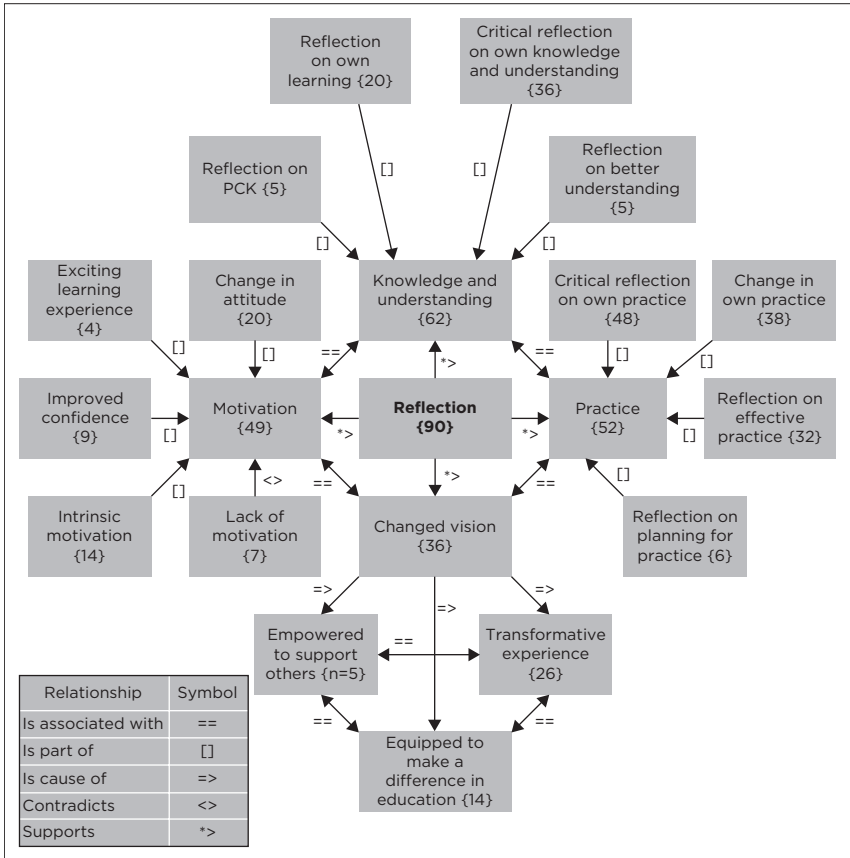 Reflection
on own
learning {20}
Critical reflection
on own knowledge
and understanding
{36}
[]
[]
Reflection on
PCK {5}
Reflection
on better
understanding
{5}
[]
[]
Exciting
learning
experience
{4}
Change in
attitude
{20}
Knowledge and
understanding
{62}
Critical reflection
on own practice
{48}
Change in
own practice
{38}
[]
[]
==
==
[]
[]
*>
Improved
confidence
{9}
Motivation
{49}
Reflection
{90}
Practice
{52}
Reflection on
effective
practice {32}
[]
*>
*>
[]
[]
<>
==
*>
==
[]
Intrinsic
motivation
{14}
Lack of
motivation
{7}
Changed vision
{36}
Reflection on
planning for
practice {6}
=>
=>
=>
Empowered
to support
others {n=5}
==
Transformative
experience
{26}
==
==
Equipped to
make a
difference in
education {14}
Relationship Symbol
Is associated with ==
Is part of []
Is cause of =>
Contradicts <>
Supports *>